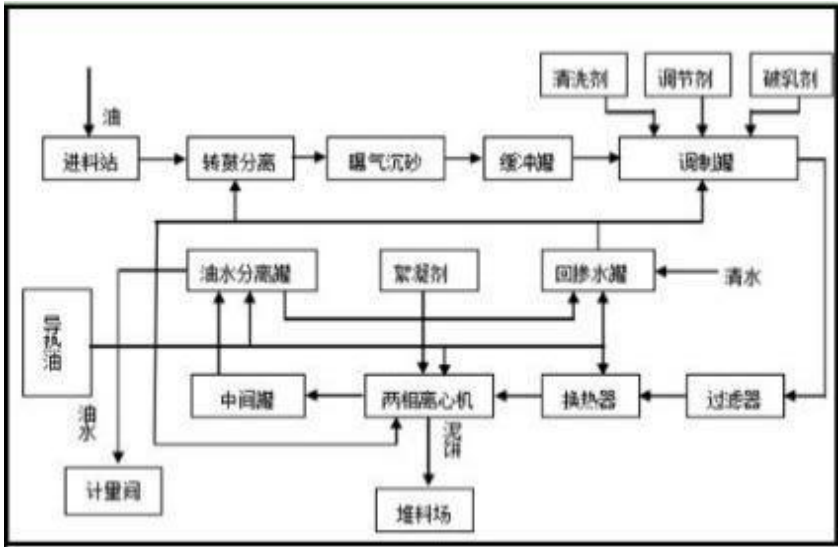 清洗剂
调节剂
破乳剂
油
进料站
转鼓分离
曝气沉砂
缓冲罐
调制罐
油水分离罐
絮凝剂
回掺水罐
清水
导热油
中间罐
两相离心机
换热器
过滤器
油水
泥饼
计量间
堆料场